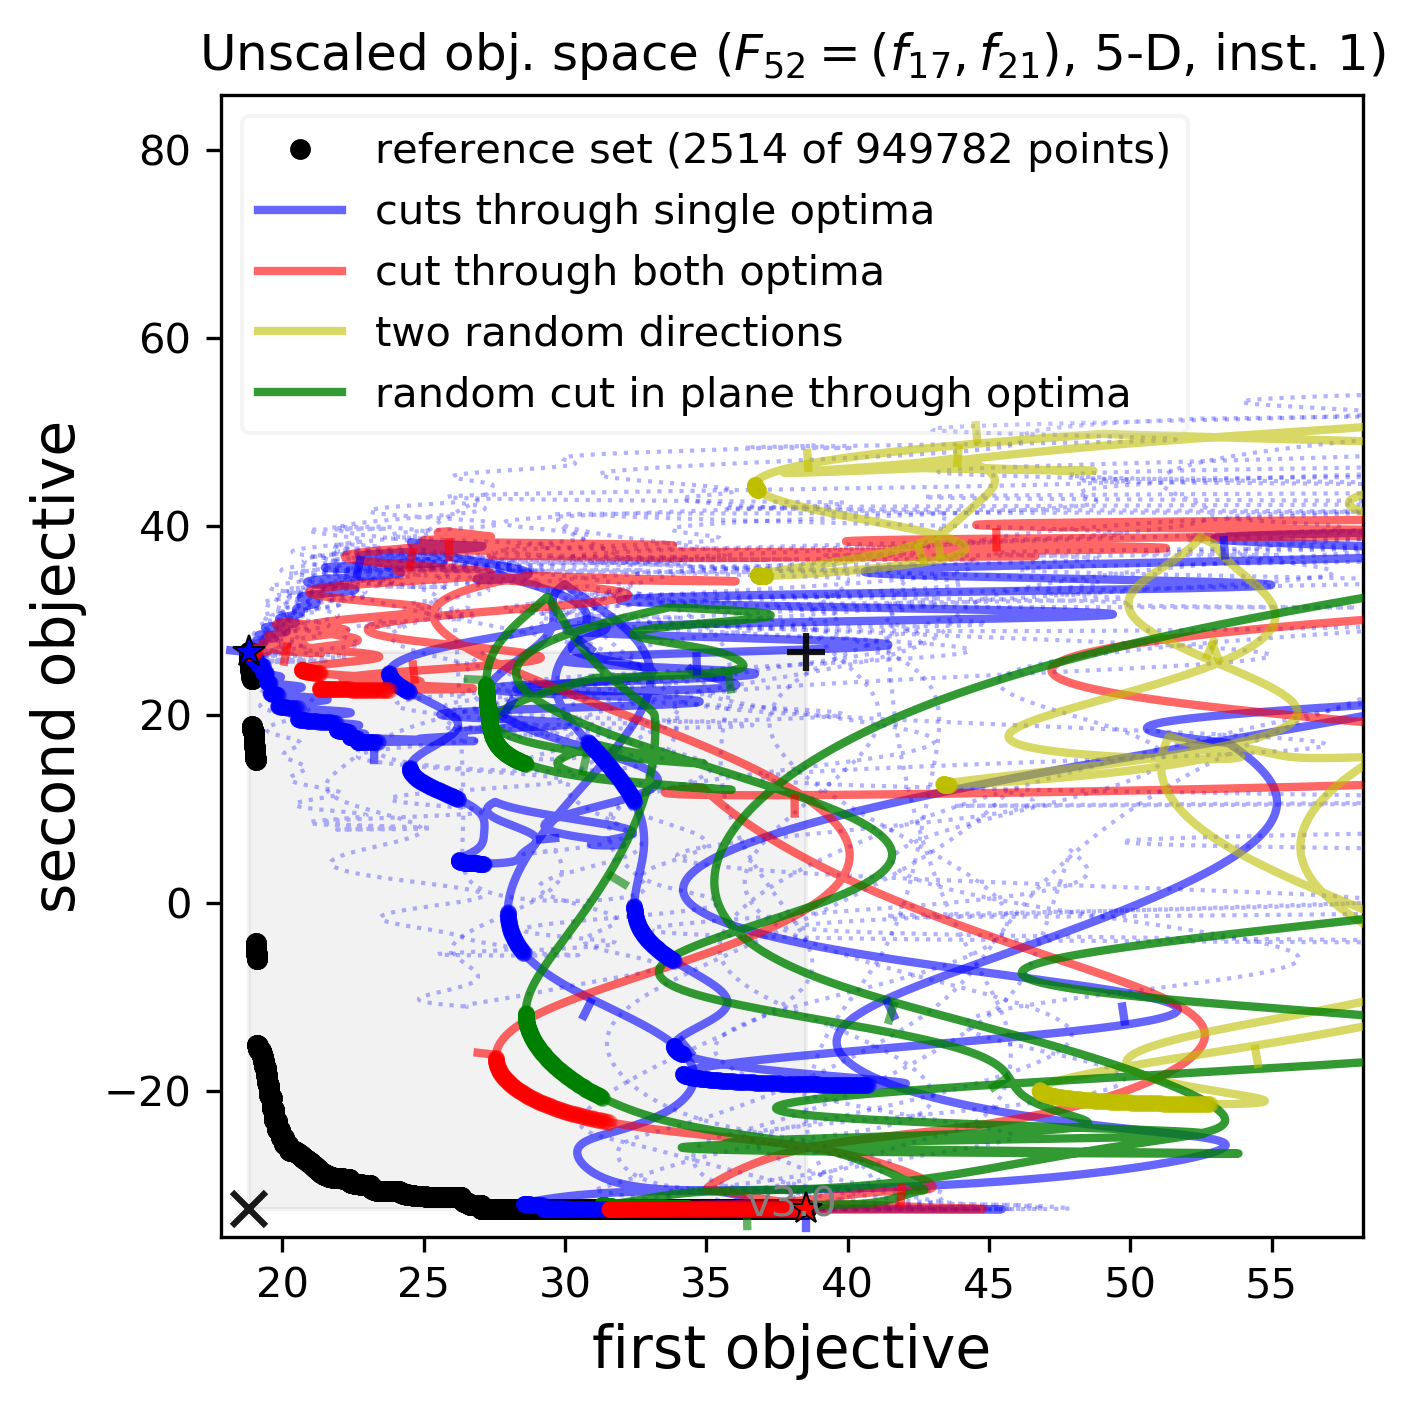 Unscaled obj. space (F₅₂ = (f₁₇, f₂₁), 5-D, inst. 1)
reference set (2514 of 949782 points)
cuts through single optima
cut through both optima
two random directions
random cut in plane through optima
80
60
40
20
0
−20
second objective
v3.0
20 25 30 35 40 45 50 55
first objective